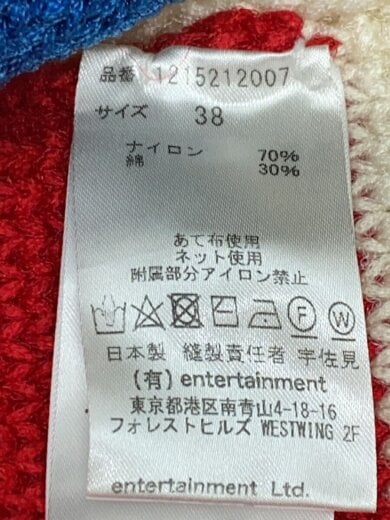 品番 1215212007
サイズ 38
ナイロン 70%
綿 30%
あて布使用
ネット使用
附属部分アイロン禁止
F W
日本製 縫製責任者 宇佐見
(有) entertainment
東京都港区南青山4-18-16
フォレストヒルズ WESTWING 2F
entertainment Ltd.